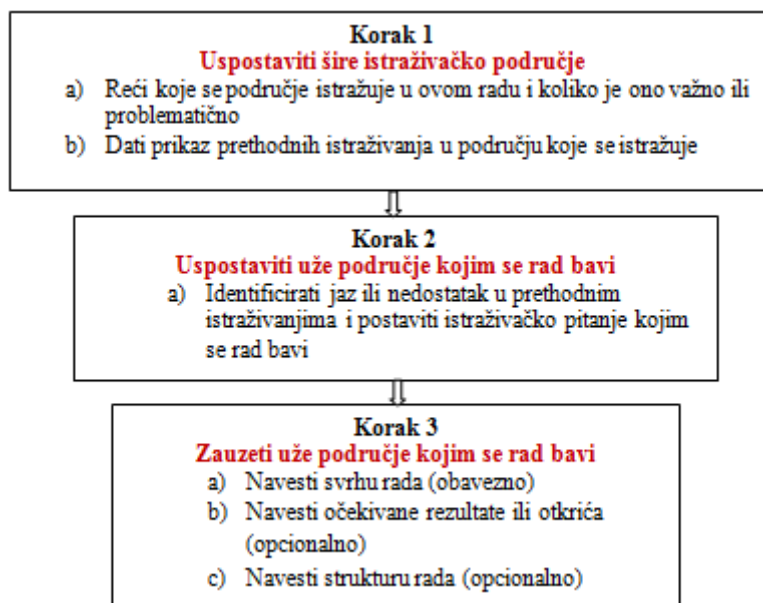 Korak 1
Uspostaviti šire istraživačko područje
a) Reći koje se područje istražuje u ovom radu i koliko je ono važno ili
problematično
b) Dati prikaz prethodnih istraživanja u području koje se istražuje
Korak 2
Uspostaviti uže područje kojim se rad bavi
a) Identificirati jaz ili nedostatak u prethodnim
istraživanjima i postaviti istraživačko pitanje kojim
se rad bavi
Korak 3
Zauzeti uže područje kojim se rad bavi
a) Navesti svrhu rada (obavezno)
b) Navesti očekivane rezultate ili otkrića
(opcionalno)
c) Navesti strukturu rada (opcionalno)